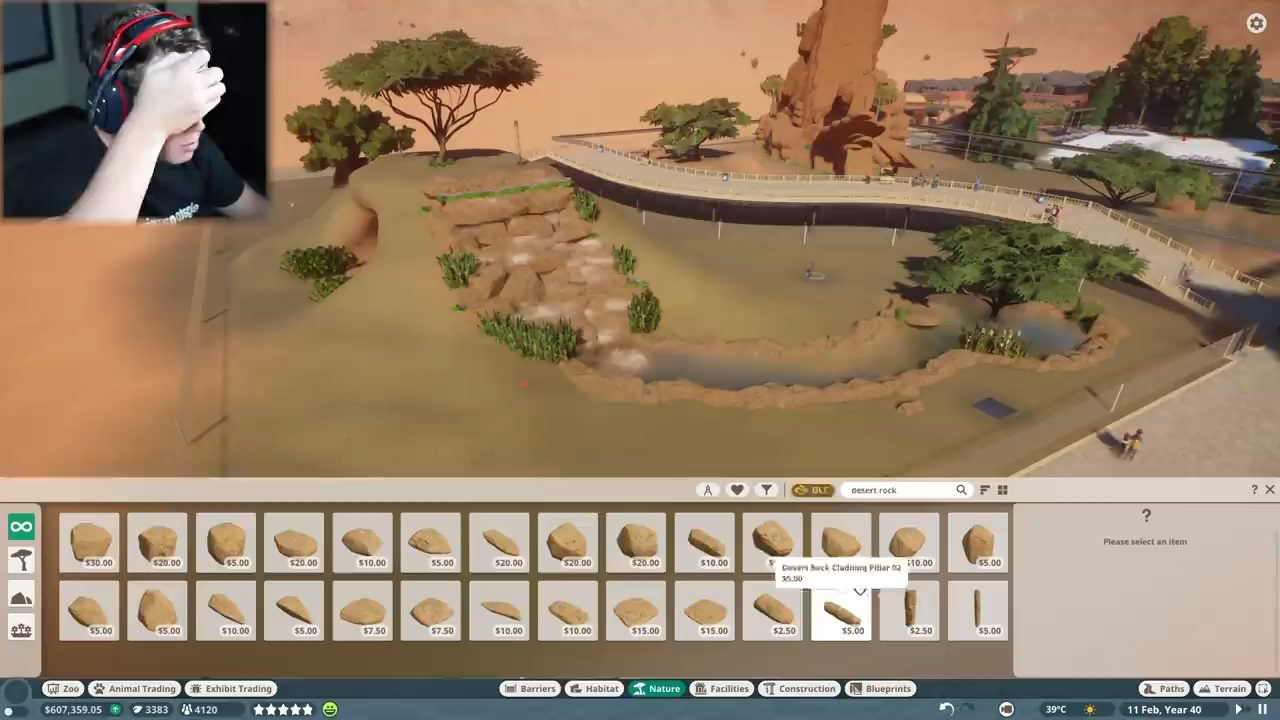 DLC
desert rock
?
?
Please select an item
$30.00 $20.00 $5.00 $20.00 $10.00 $5.00 $20.00 $20.00 $20.00 $10.00 $10.00 $5.00
Desert Rock Cladding Pillar 02
$5.00
$5.00 $5.00 $10.00 $5.00 $7.50 $7.50 $10.00 $10.00 $15.00 $15.00 $2.50 $5.00 $2.50 $5.00
Zoo Animal Trading Exhibit Trading Barriers Habitat Nature Facilities Construction Blueprints Paths Terrain
$607,359.05 3383 4120 39°C 11 Feb, Year 40